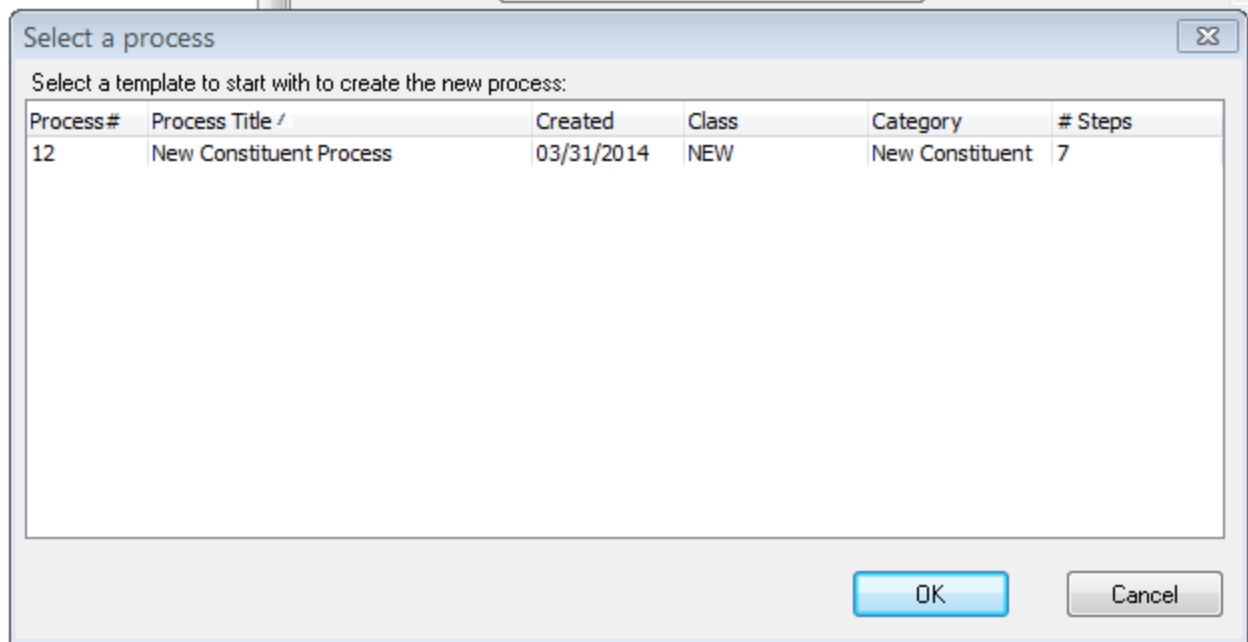 Select a process
Select a template to start with to create the new process:
Process# Process Title Created Class Category # Steps
12 New Constituent Process 03/31/2014 NEW New Constituent 7
OK Cancel